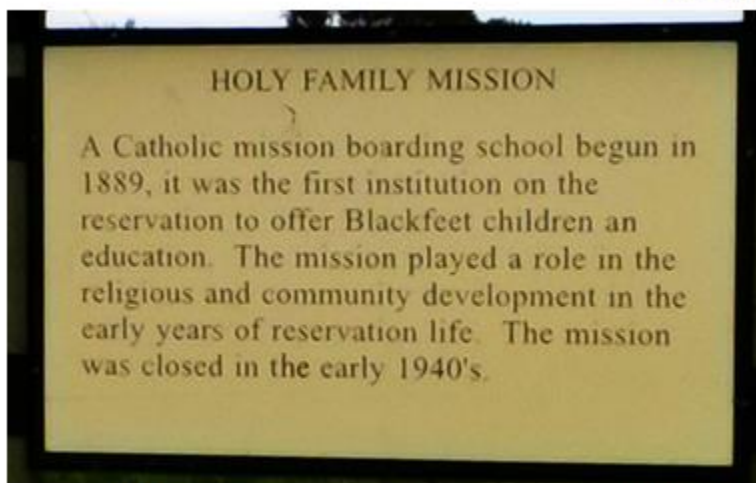 HOLY FAMILY MISSION
A Catholic mission boarding school begun in
1889, it was the first institution on the
reservation to offer Blackfeet children an
education. The mission played a role in the
religious and community development in the
early years of reservation life. The mission
was closed in the early 1940's.